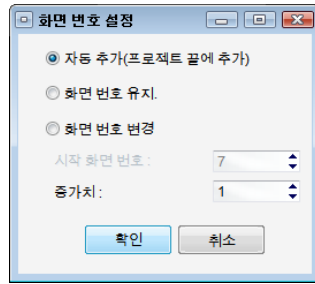 화면 번호 설정
자동 추가(프로젝트 끝에 추가)
화면 번호 유지.
화면 번호 변경
시작 화면 번호 : 7
증가치 : 1
확인 취소